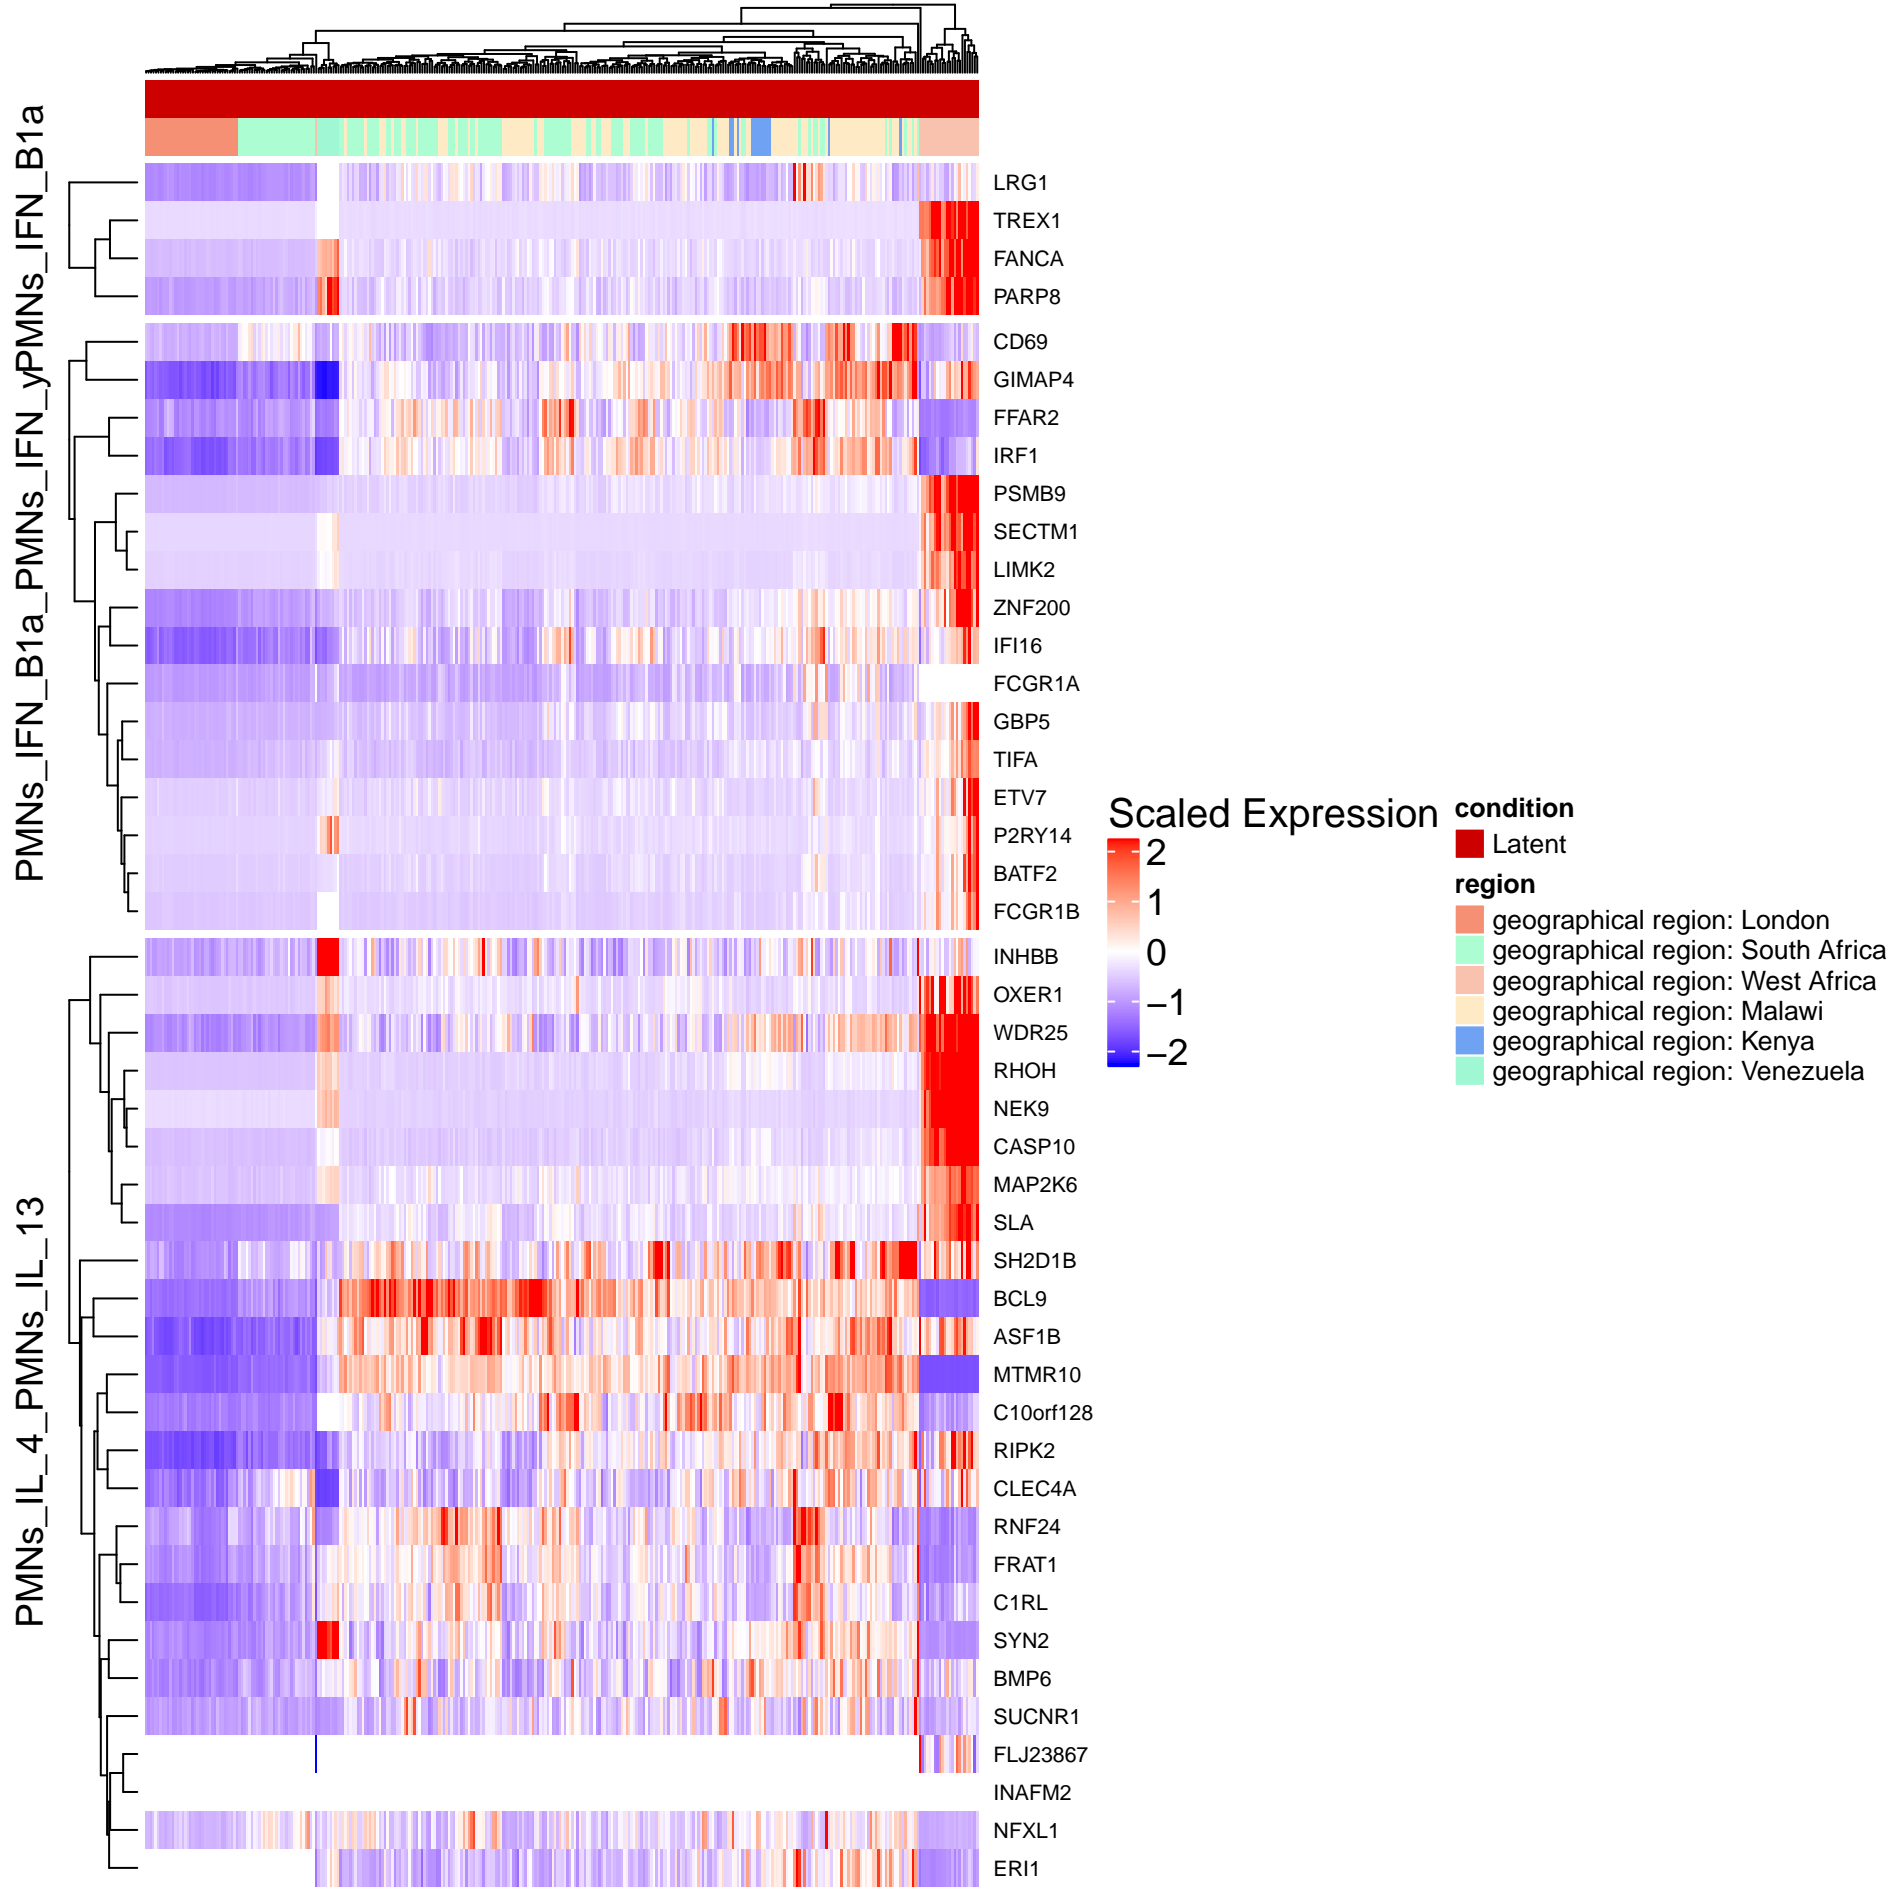 PMNs_IFN_B1a
PMNs_IFN_B1a_PMNs_IFN_y
PMNs_IL_4_PMNs_IL_13
LRG1
TREX1
FANCA
PARP8
CD69
GIMAP4
FFAR2
IRF1
PSMB9
SECTM1
LIMK2
ZNF200
IFI16
FCGR1A
GBP5
TIFA
ETV7
P2RY14
BATF2
FCGR1B
INHBB
OXER1
WDR25
RHOH
NEK9
CASP10
MAP2K6
SLA
SH2D1B
BCL9
ASF1B
MTMR10
C10orf128
RIPK2
CLEC4A
RNF24
FRAT1
C1RL
SYN2
BMP6
SUCNR1
FLJ23867
INAFM2
NFXL1
ERI1
Scaled Expression
2
1
0
−1
−2
condition
Latent
region
geographical region: London
geographical region: South Africa
geographical region: West Africa
geographical region: Malawi
geographical region: Kenya
geographical region: Venezuela